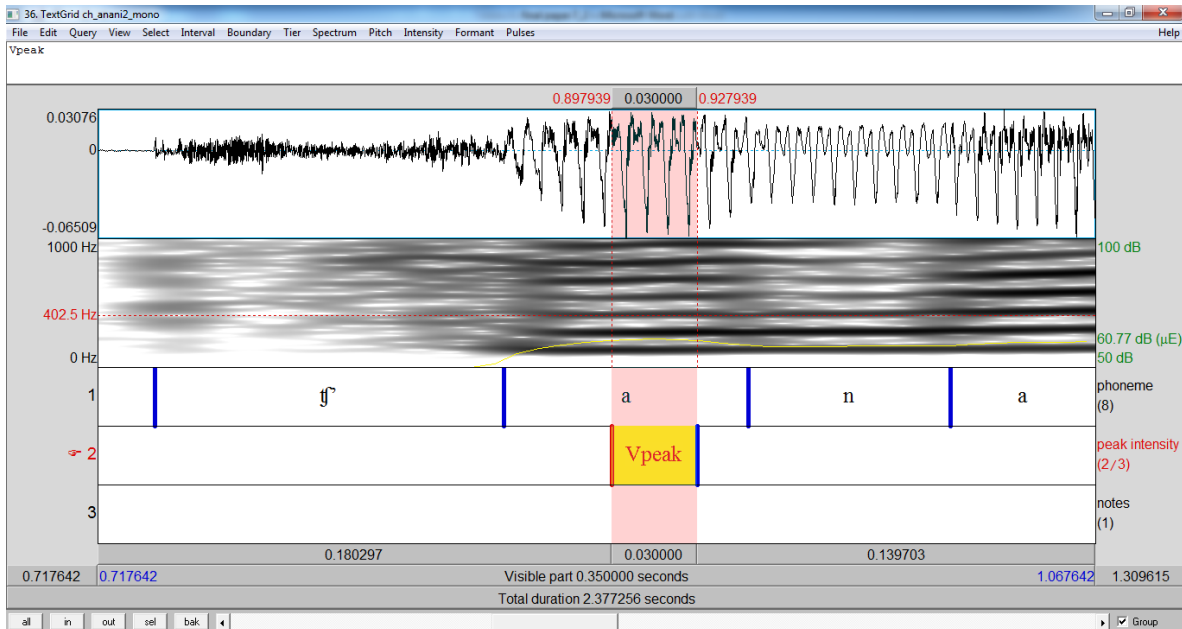 36. TextGrid ch_anani2_mono
File Edit Query View Select Interval Boundary Tier Spectrum Pitch Intensity Formant Pulses Help
Vpeak
0.897939 0.030000 0.927939
0.03076
0
-0.06509
1000 Hz 100 dB
402.5 Hz
60.77 dB (µE)
0 Hz 50 dB
1 ʧʼ a n a phoneme
(8)
☞ 2 Vpeak peak intensity
(2/3)
3 notes
(1)
0.180297 0.030000 0.139703
0.717642 0.717642 Visible part 0.350000 seconds 1.067642 1.309615
Total duration 2.377256 seconds
all in out sel bak Group